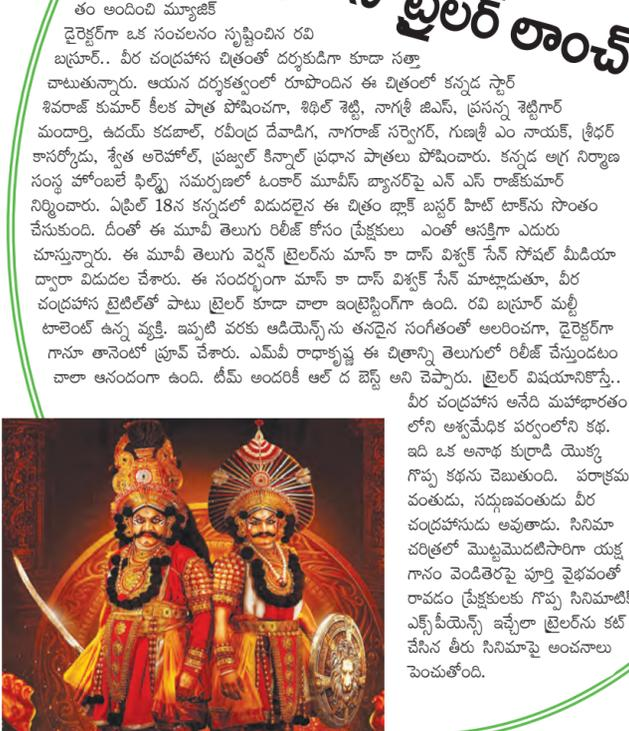 ట్రైలర్ లాంచ్
తం అందించి మ్యూజిక్
డైరెక్టర్‌గా ఒక సంచలనం సృష్టించిన రవి
బస్రూర్.. వీర చంద్రహాస చిత్రంతో దర్శకుడిగా కూడా సత్తా
చాటుతున్నారు. ఆయన దర్శకత్వంలో రూపొందిన ఈ చిత్రంలో కన్నడ స్టార్
శివరాజ్ కుమార్ కీలక పాత్ర పోషించగా, శిథిల్ శెట్టి, నాగశ్రీ జిఎస్, ప్రసన్న శెట్టిగార్
మందార్తి, ఉదయ్ కడబాల్, రవీంద్ర దేవాడిగ, నాగరాజ్ సర్వెగర్, గుణశ్రీ ఎం నాయక్, శ్రీధర్
కాసర్కోడు, శ్వేత అరెహోల్, ప్రజ్వల్ కిన్నాల్ ప్రధాన పాత్రలు పోషించారు. కన్నడ అగ్ర నిర్మాణ
సంస్థ హోంబలే ఫిల్మ్స్ సమర్పణలో ఓంకార్ మూవీస్ బ్యానర్‌పై ఎన్ ఎస్ రాజ్‌కుమార్
నిర్మించారు. ఏప్రిల్ 18న కన్నడలో విడుదలైన ఈ చిత్రం బ్లాక్ బస్టర్ హిట్ టాక్‌ను సొంతం
చేసుకుంది. దీంతో ఈ మూవీ తెలుగు రిలీజ్ కోసం ప్రేక్షకులు ఎంతో ఆసక్తిగా ఎదురు
చూస్తున్నారు. ఈ మూవీ తెలుగు వెర్షన్ ట్రైలర్‌ను మాస్ కా దాస్ విశ్వక్ సేన్ సోషల్ మీడియా
ద్వారా విడుదల చేశారు. ఈ సందర్భంగా మాస్ కా దాస్ విశ్వక్ సేన్ మాట్లాడుతూ, వీర
చంద్రహాస టైటిల్‌తో పాటు ట్రైలర్ కూడా చాలా ఇంట్రెస్టింగ్‌గా ఉంది. రవి బస్రూర్ మల్టీ
టాలెంట్ ఉన్న వ్యక్తి. ఇప్పటి వరకు ఆడియెన్స్‌ను తనదైన సంగీతంతో అలరించగా, డైరెక్టర్‌గా
గానూ తానెంటో ప్రూవ్ చేశారు. ఎమ్‌వీ రాధాకృష్ణ ఈ చిత్రాన్ని తెలుగులో రిలీజ్ చేస్తుండటం
చాలా ఆనందంగా ఉంది. టీమ్ అందరికీ ఆల్ ద బెస్ట్ అని చెప్పారు. ట్రైలర్ విషయానికొస్తే..
వీర చంద్రహాస అనేది మహాభారతం
లోని అశ్వమేధిక పర్వంలోని కథ.
ఇది ఒక అనాథ కుర్రాడి యొక్క
గొప్ప కథను చెబుతుంది. పరాక్రమ
వంతుడు, సద్గుణవంతుడు వీర
చంద్రహాసుడు అవుతాడు. సినిమా
చరిత్రలో మొట్టమొదటిసారిగా యక్ష
గానం వెండితెరపై పూర్తి వైభవంతో
రావడం ప్రేక్షకులకు గొప్ప సినిమాటిక్
ఎక్స్‌పీయెన్స్ ఇచ్చేలా ట్రైలర్‌ను కట్
చేసిన తీరు సినిమాపై అంచనాలు
పెంచుతోంది.